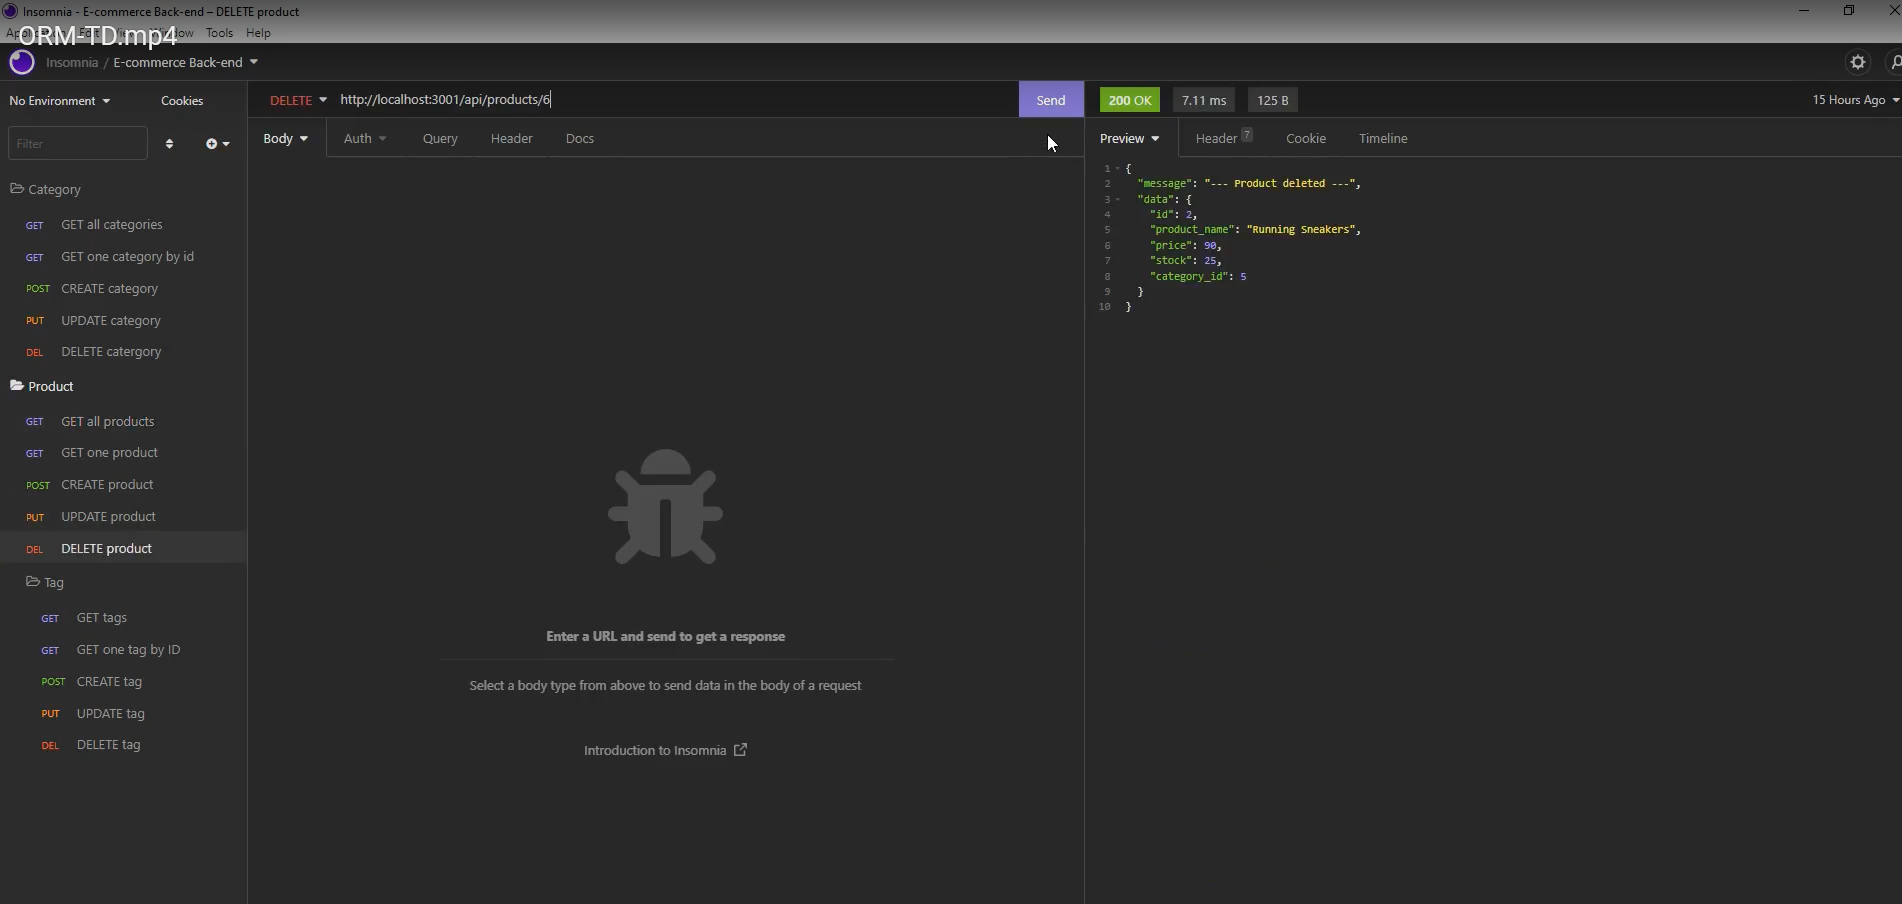 Insomnia - E-commerce Back-end – DELETE product
ORM-TD.mp4
Tools Help
Insomnia / E-commerce Back-end
No Environment
Cookies
DELETE http://localhost:3001/api/products/6
Send
200 OK 7.11 ms 125 B
15 Hours Ago
Filter
Body Auth Query Header Docs
Preview Header 7 Cookie Timeline
Category
GET GET all categories
GET GET one category by id
POST CREATE category
PUT UPDATE category
DEL DELETE catergory
Product
GET GET all products
GET GET one product
POST CREATE product
PUT UPDATE product
DEL DELETE product
Tag
GET GET tags
GET GET one tag by ID
POST CREATE tag
PUT UPDATE tag
DEL DELETE tag
Enter a URL and send to get a response
Select a body type from above to send data in the body of a request
Introduction to Insomnia
1 {
2 "message": "--- Product deleted ---",
3 "data": {
4 "id": 2,
5 "product_name": "Running Sneakers",
6 "price": 90,
7 "stock": 25,
8 "category_id": 5
9 }
10 }